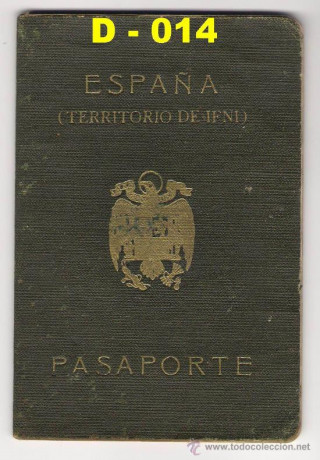 D - 014
ESPAÑA
(TERRITORIO DE IFNI)
PASAPORTE
www.todocoleccion.net